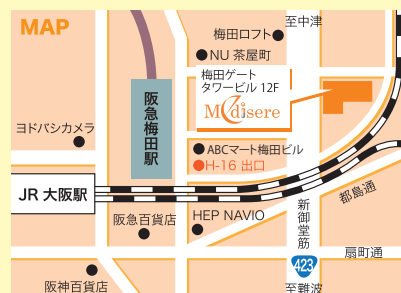 MAP
至中津
梅田ロフト
NU 茶屋町
梅田ゲート
タワービル 12F
Medisere
阪急梅田駅
ヨドバシカメラ
ABCマート梅田ビル
H-16 出口
JR 大阪駅
都島通
新御堂筋
阪急百貨店
HEP NAVIO
扇町通
423
阪神百貨店
至難波